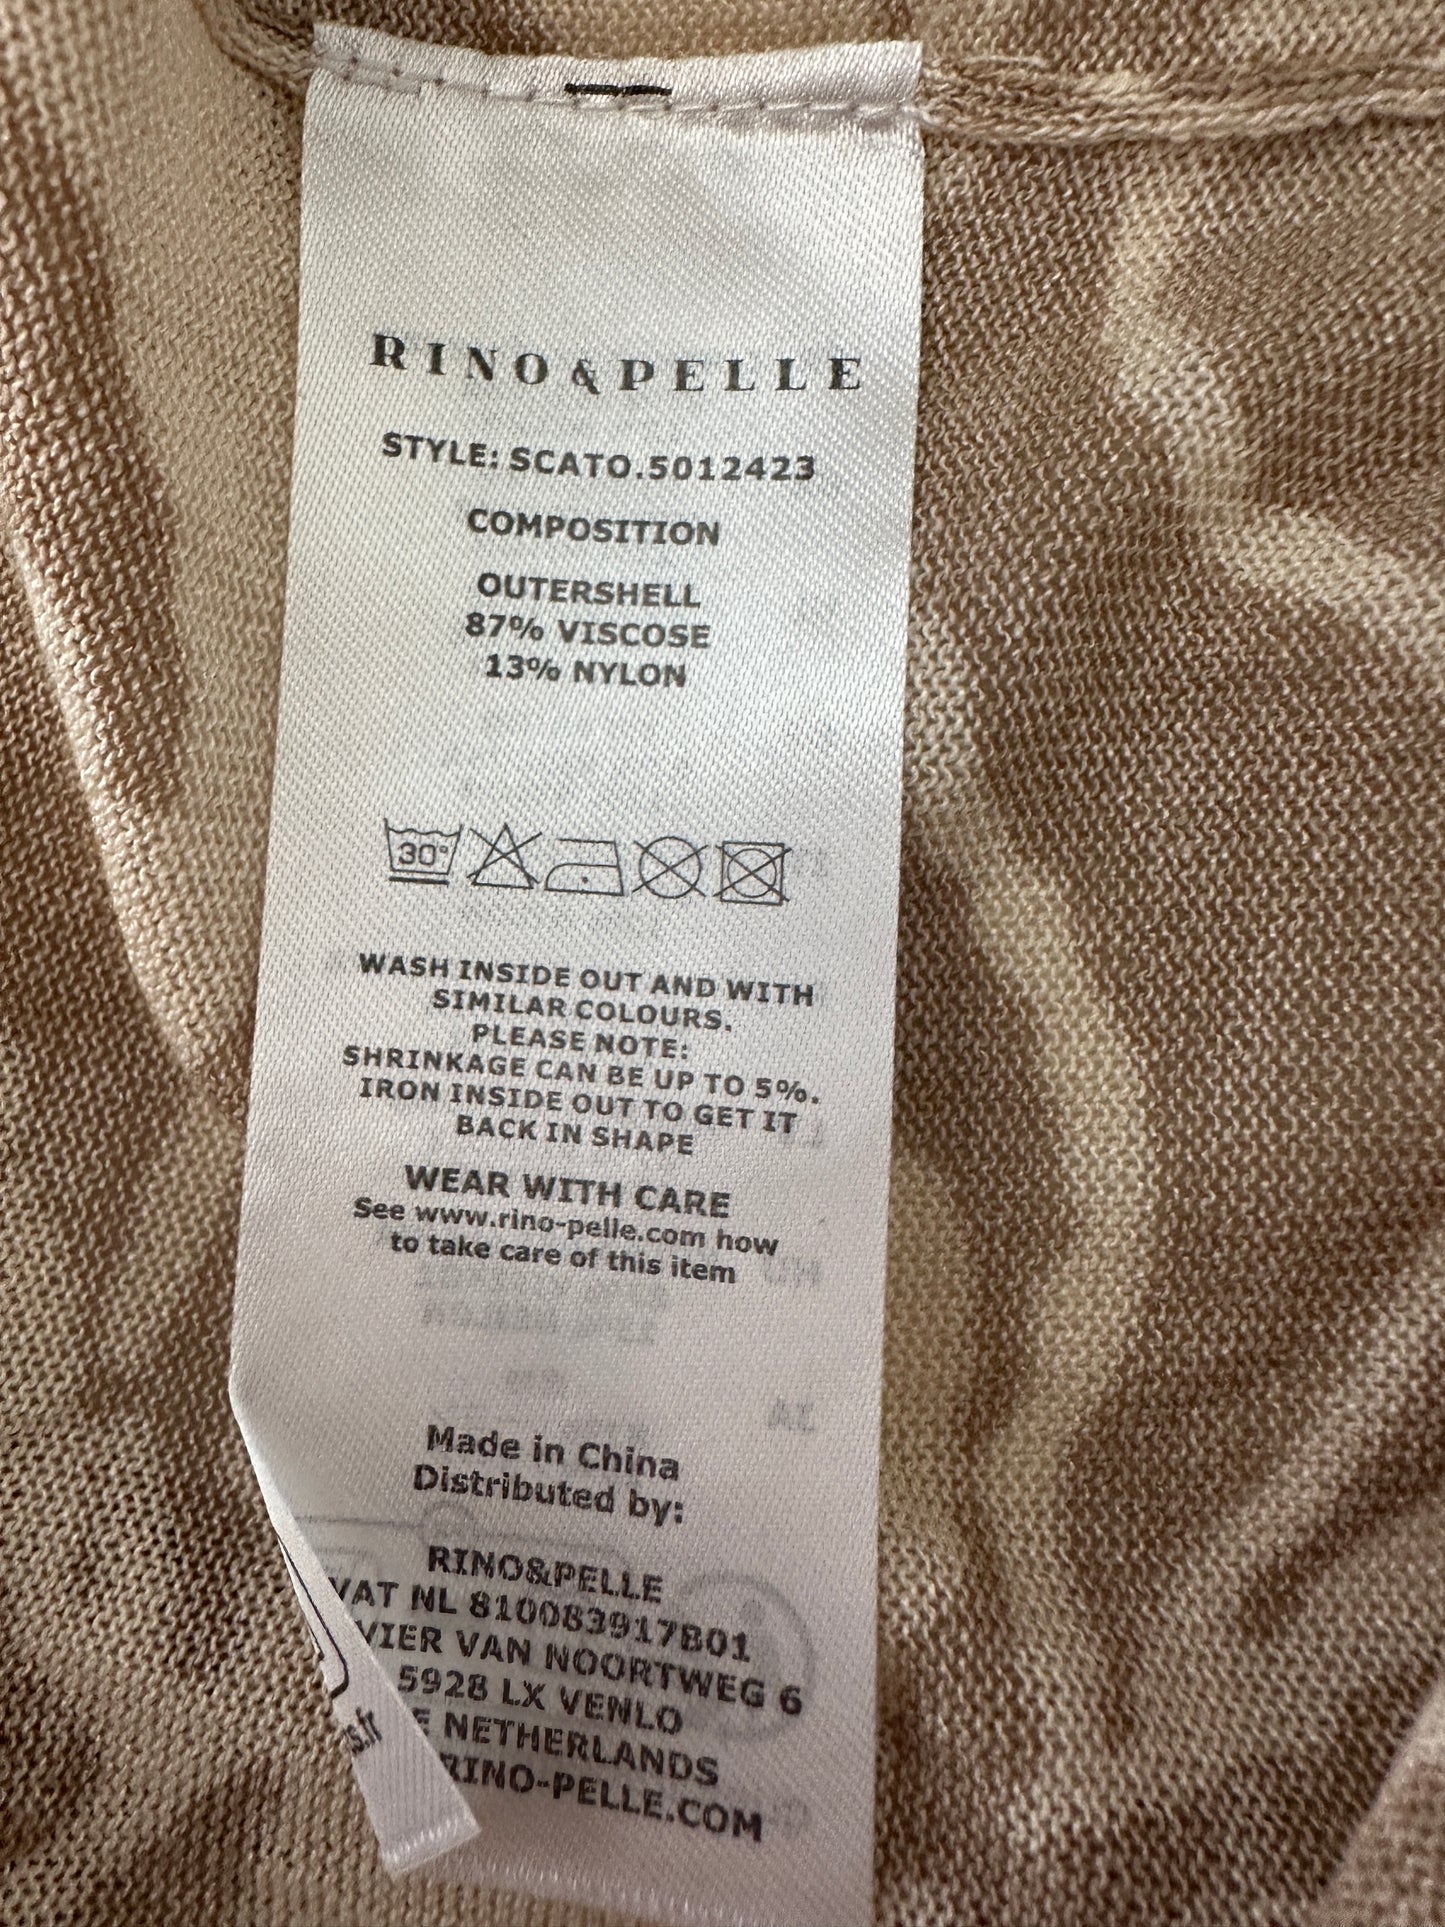 RINO&PELLE
STYLE: SCATO.5012423
COMPOSITION
OUTERSHELL
87% VISCOSE
13% NYLON
30°
WASH INSIDE OUT AND WITH
SIMILAR COLOURS.
PLEASE NOTE:
SHRINKAGE CAN BE UP TO 5%.
IRON INSIDE OUT TO GET IT
BACK IN SHAPE
WEAR WITH CARE
See www.rino-pelle.com how
to take care of this item
Made in China
Distributed by:
RINO&PELLE
VAT NL 810083917B01
VIER VAN NOORTWEG 6
5928 LX VENLO
E NETHERLANDS
RINO-PELLE.COM
s.fr